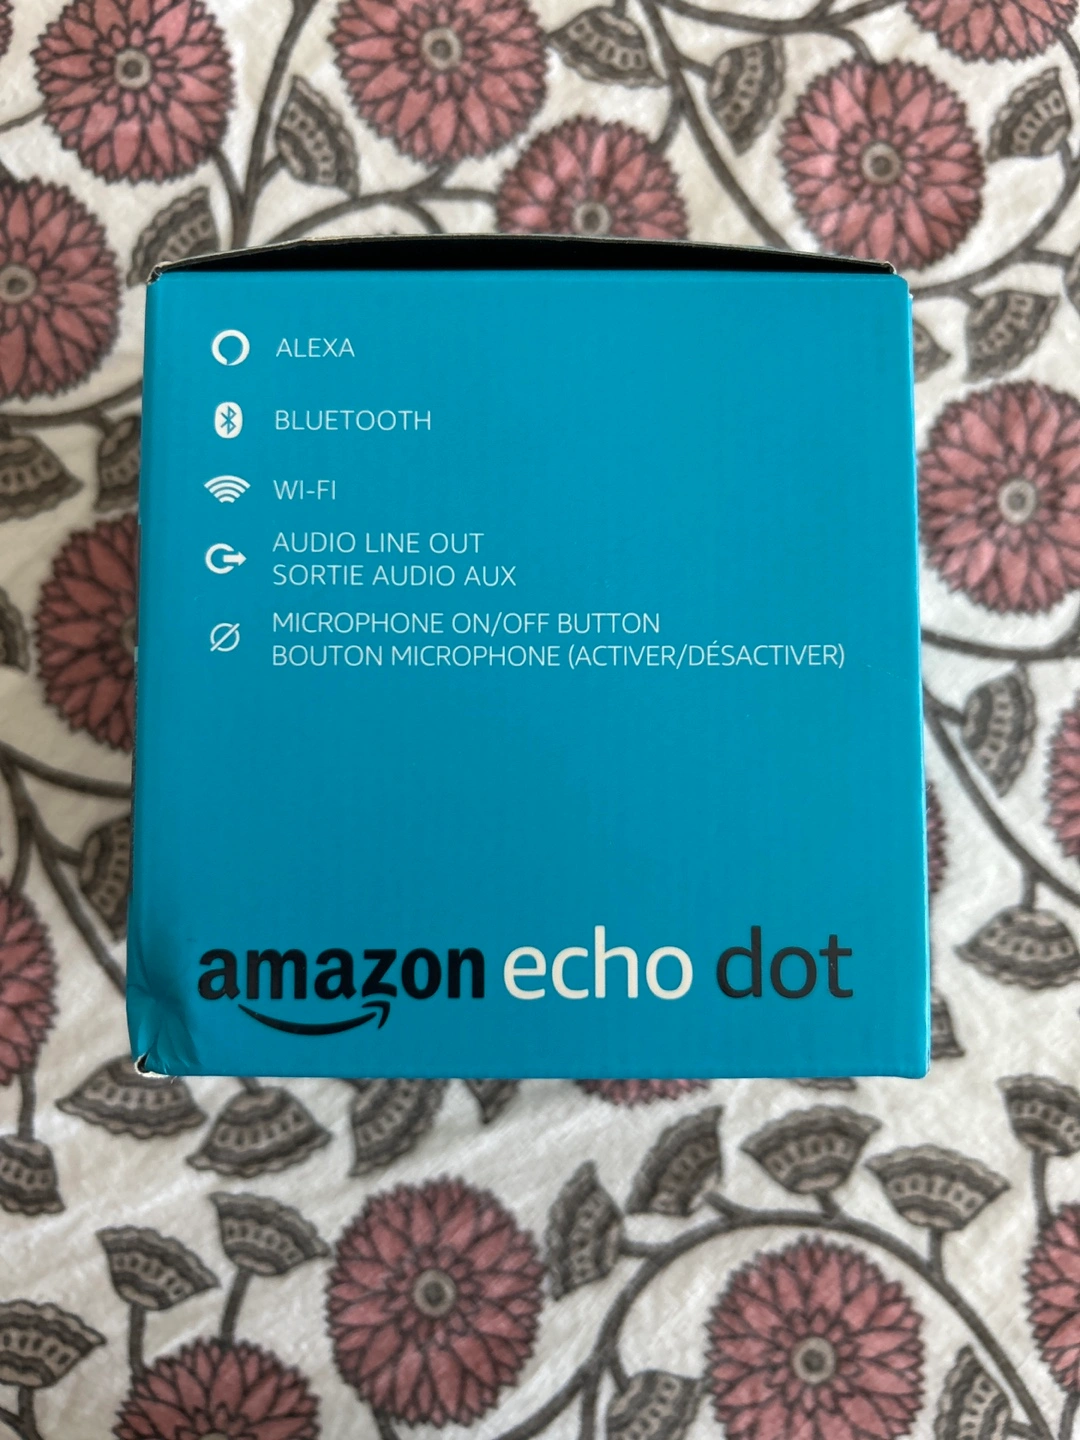 ALEXA
BLUETOOTH
WI-FI
AUDIO LINE OUT
SORTIE AUDIO AUX
MICROPHONE ON/OFF BUTTON
BOUTON MICROPHONE (ACTIVER/DÉSACTIVER)
amazon echo dot